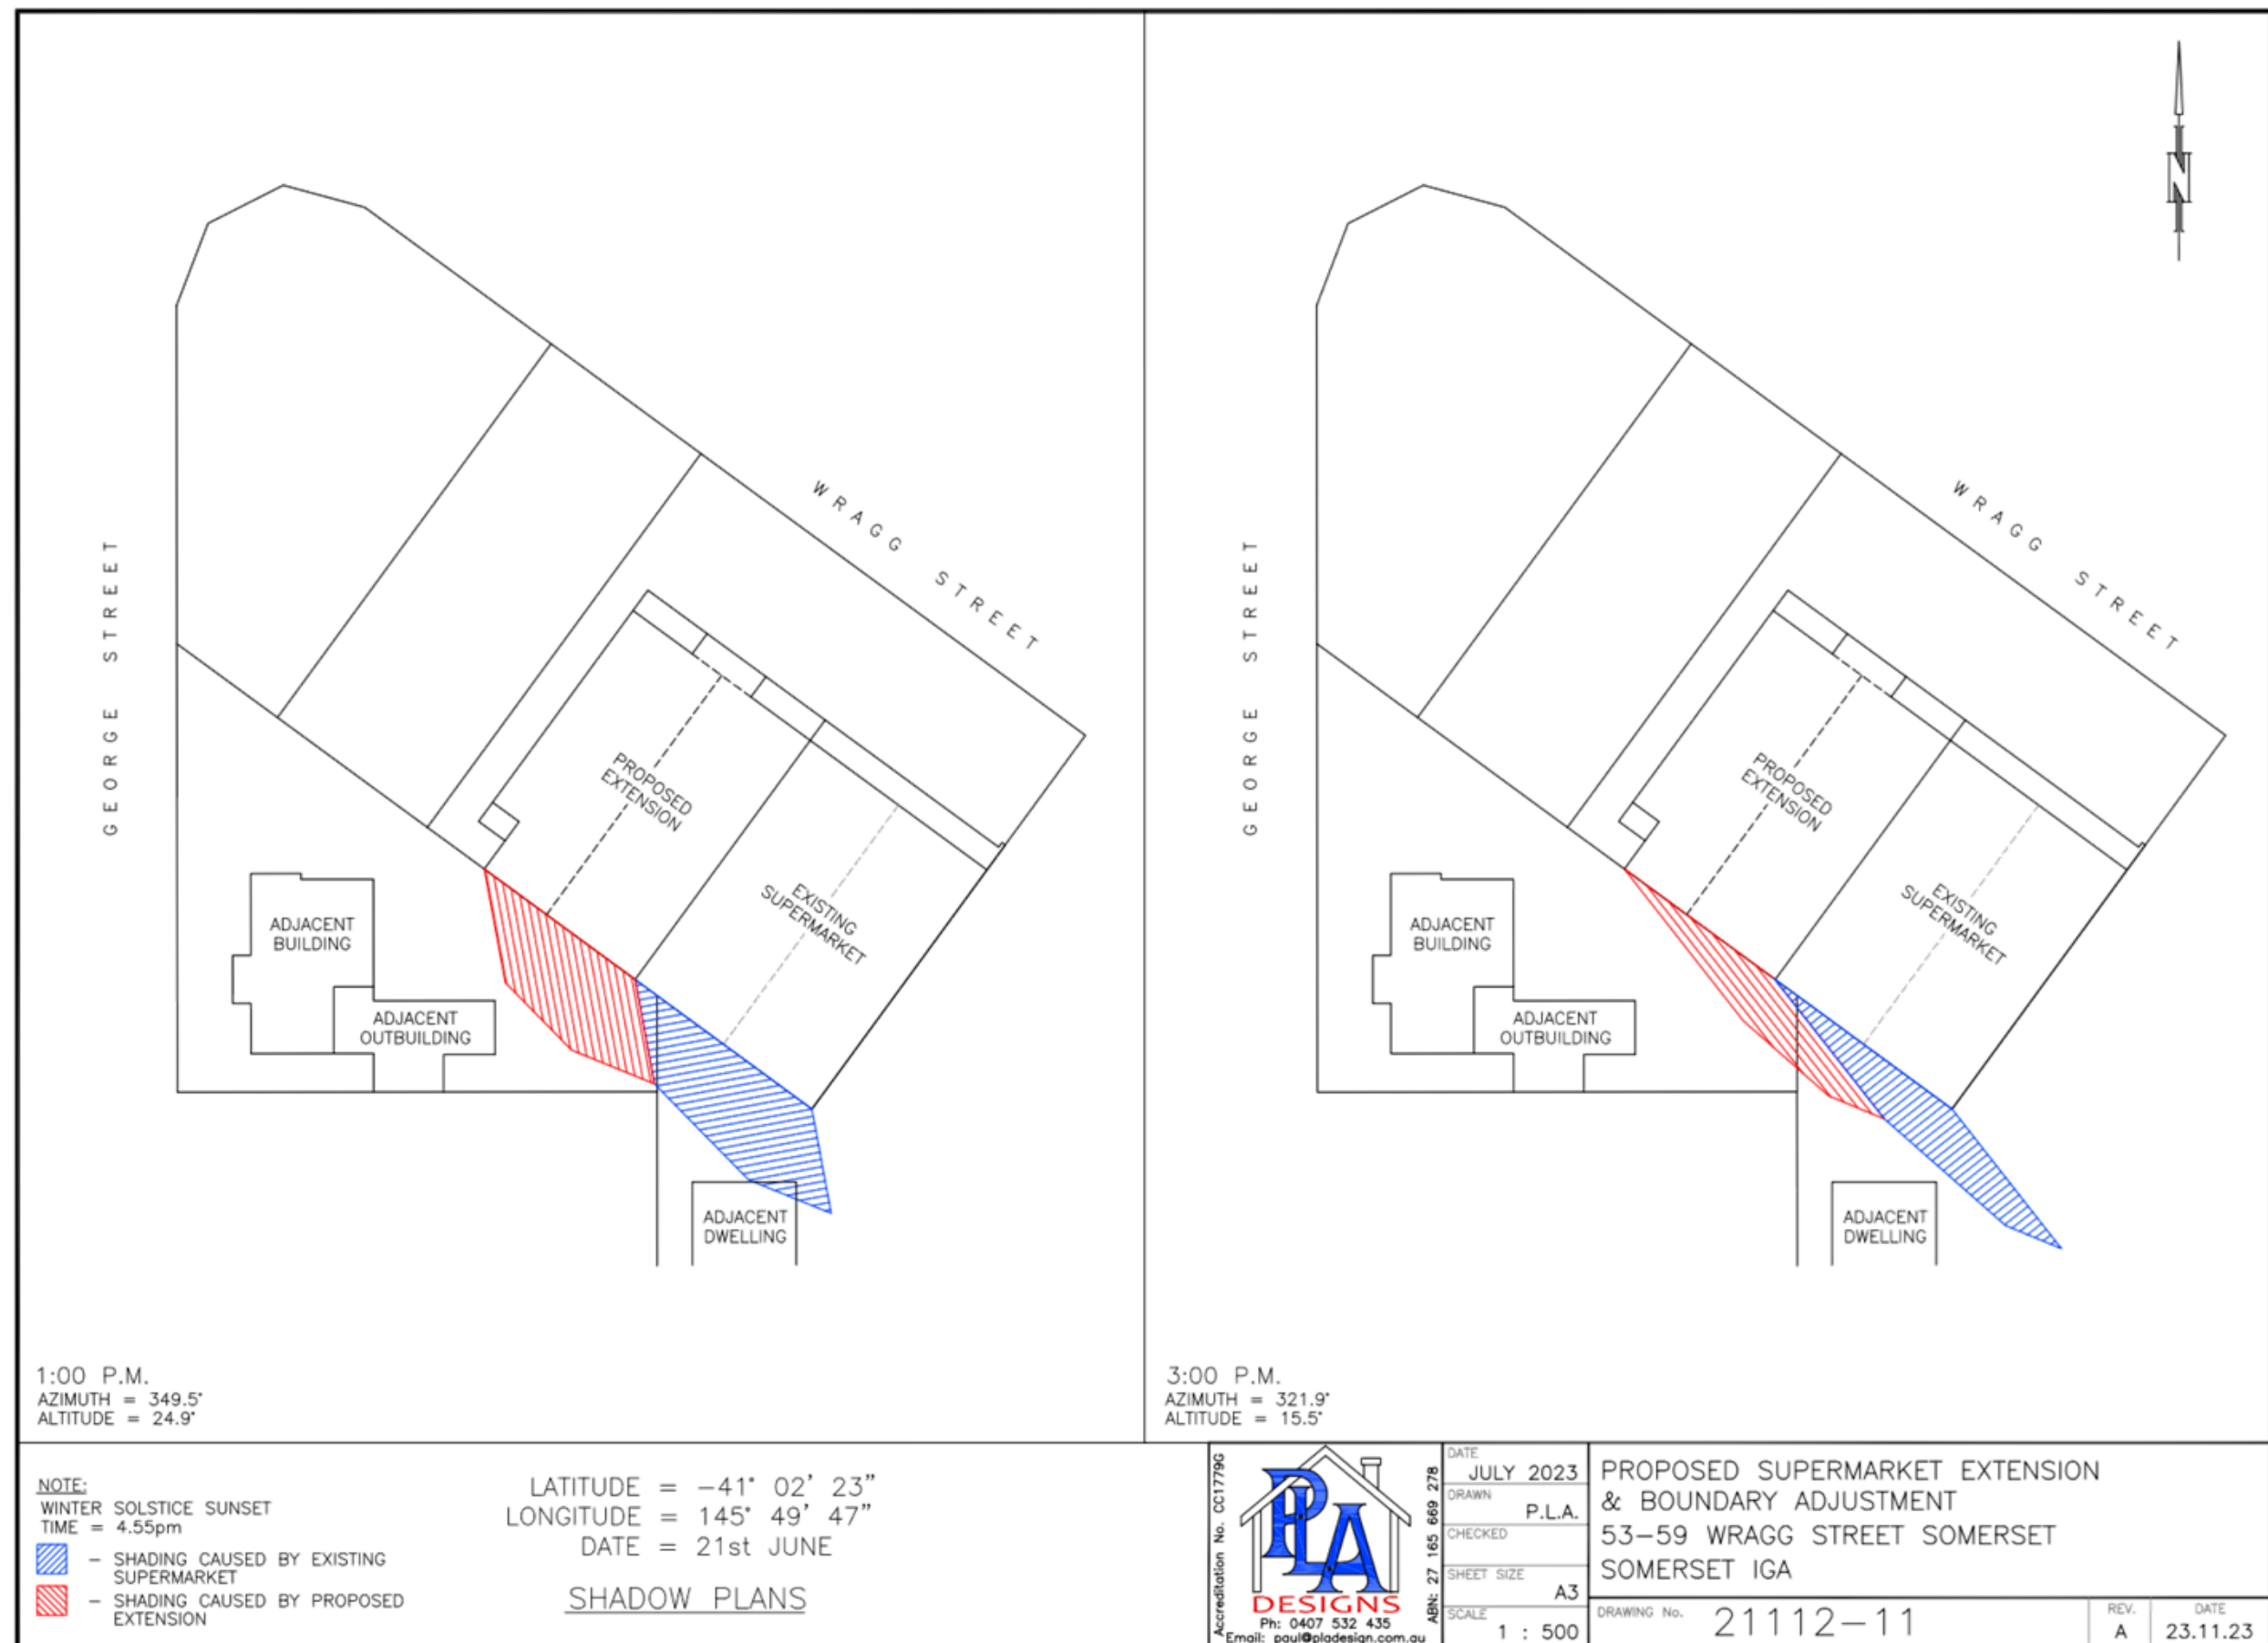 N
GEORGE STREET
WRAGG STREET
PROPOSED
EXTENSION
EXISTING
SUPERMARKET
ADJACENT
BUILDING
ADJACENT
OUTBUILDING
ADJACENT
DWELLING
1:00 P.M.
AZIMUTH = 349.5°
ALTITUDE = 24.9°
GEORGE STREET
WRAGG STREET
PROPOSED
EXTENSION
EXISTING
SUPERMARKET
ADJACENT
BUILDING
ADJACENT
OUTBUILDING
ADJACENT
DWELLING
3:00 P.M.
AZIMUTH = 321.9°
ALTITUDE = 15.5°
NOTE:
WINTER SOLSTICE SUNSET
TIME = 4.55pm
– SHADING CAUSED BY EXISTING
SUPERMARKET
– SHADING CAUSED BY PROPOSED
EXTENSION
LATITUDE = –41° 02' 23"
LONGITUDE = 145° 49' 47"
DATE = 21st JUNE
SHADOW PLANS
Accreditation No. CC1779G
PLA
DESIGNS
Ph: 0407 532 435
Email: paul@pladesign.com.au
ABN: 27 165 669 278
DATE
JULY 2023
DRAWN
P.L.A.
CHECKED
SHEET SIZE
A3
SCALE
1 : 500
PROPOSED SUPERMARKET EXTENSION
& BOUNDARY ADJUSTMENT
53–59 WRAGG STREET SOMERSET
SOMERSET IGA
DRAWING No. 21112–11
REV.
A
DATE
23.11.23